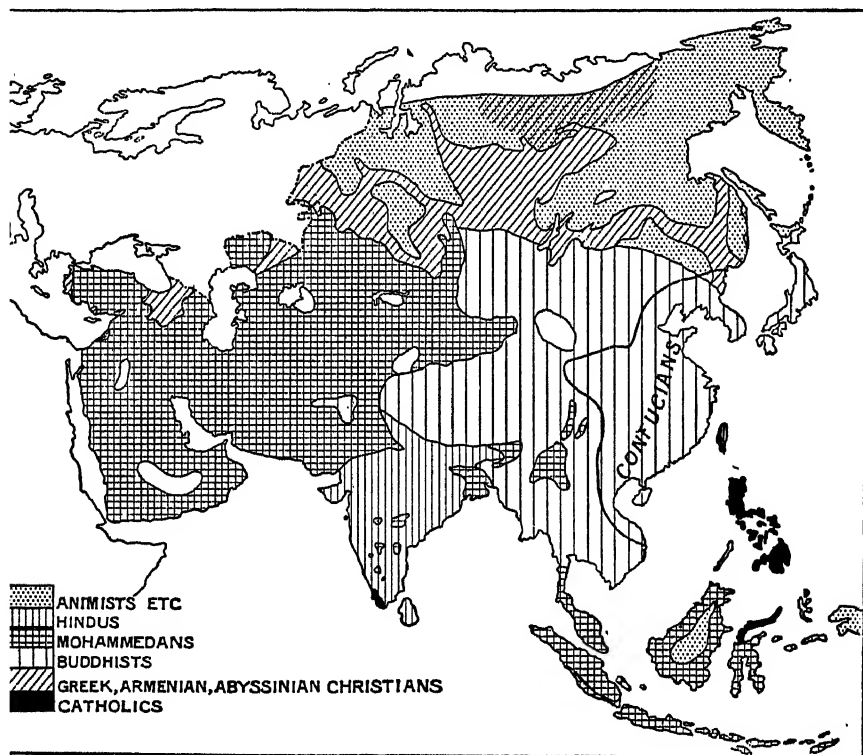 CONFUCIANS
ANIMISTS ETC
HINDUS
MOHAMMEDANS
BUDDHISTS
GREEK, ARMENIAN, ABYSSINIAN CHRISTIANS
CATHOLICS